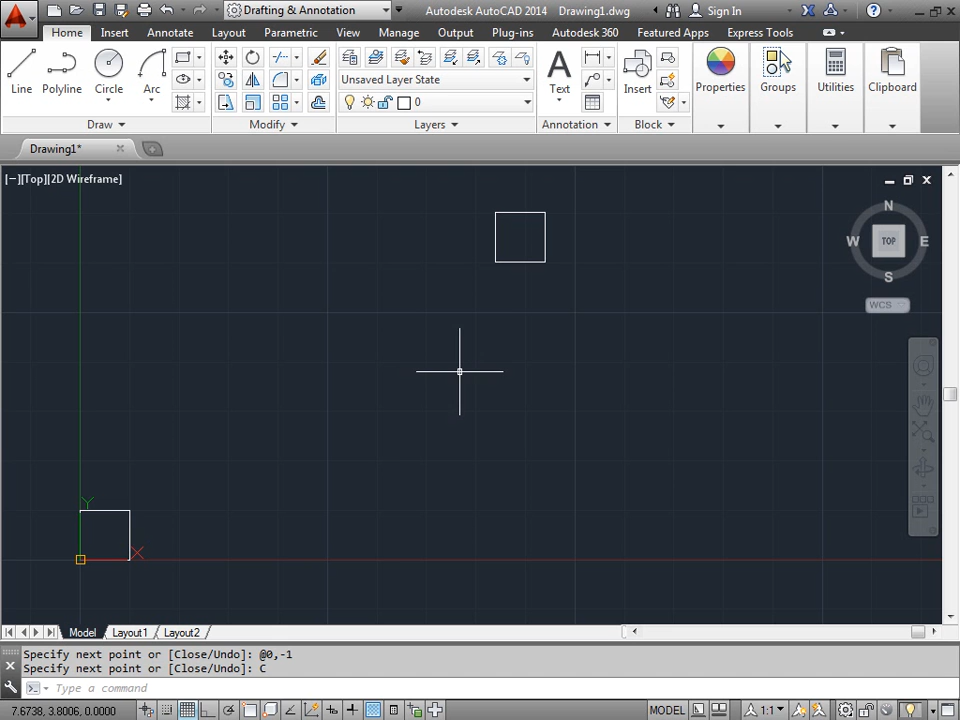 Drafting & Annotation
Autodesk AutoCAD 2014 Drawing1.dwg
Sign In
Home Insert Annotate Layout Parametric View Manage Output Plug-ins Autodesk 360 Featured Apps Express Tools
Line Polyline Circle Arc
Unsaved Layer State
0
Text
Insert
Properties Groups Utilities Clipboard
Draw Modify Layers Annotation Block
Drawing1*
[−][Top][2D Wireframe]
N
W TOP E
S
WCS
Y
X
Model Layout1 Layout2
Specify next point or [Close/Undo]: @0,-1
Specify next point or [Close/Undo]: C
Type a command
7.6738, 3.8006, 0.0000
MODEL
1:1